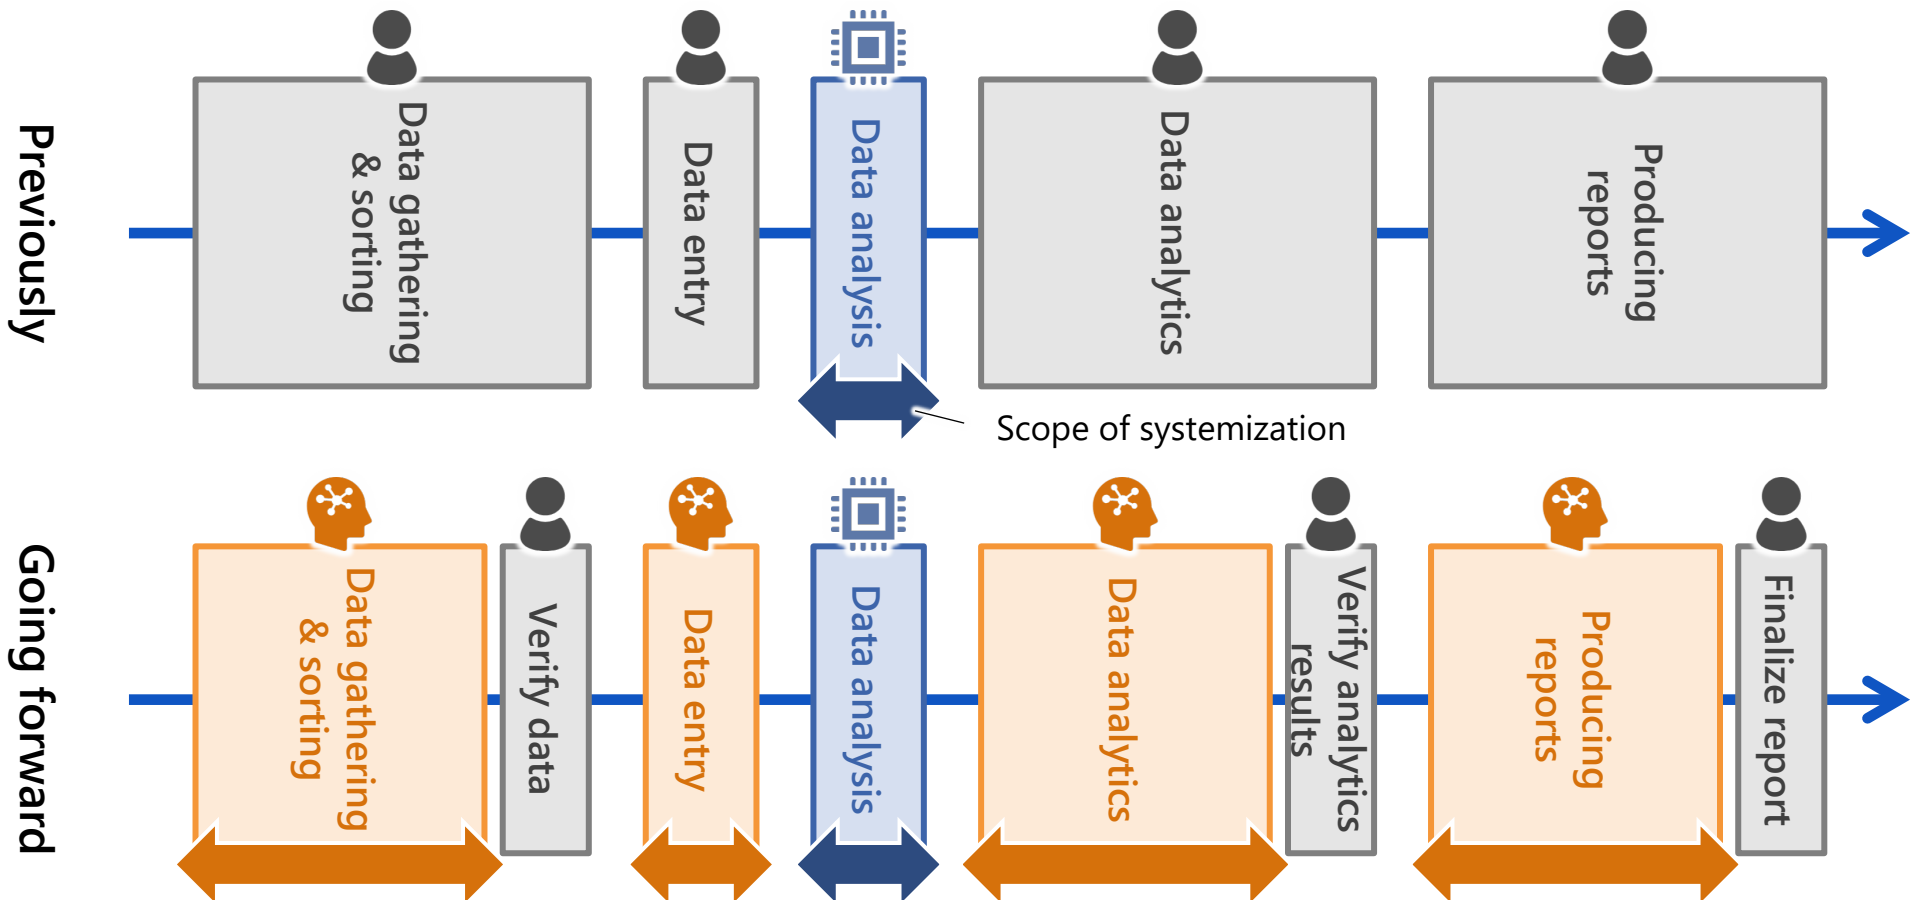 Previously
Data gathering
& sorting
Data entry
Data analysis
Data analytics
Producing
reports
Scope of systemization
Going forward
Data gathering
& sorting
Verify data
Data entry
Data analysis
Data analytics
Verify analytics
results
Producing
reports
Finalize report